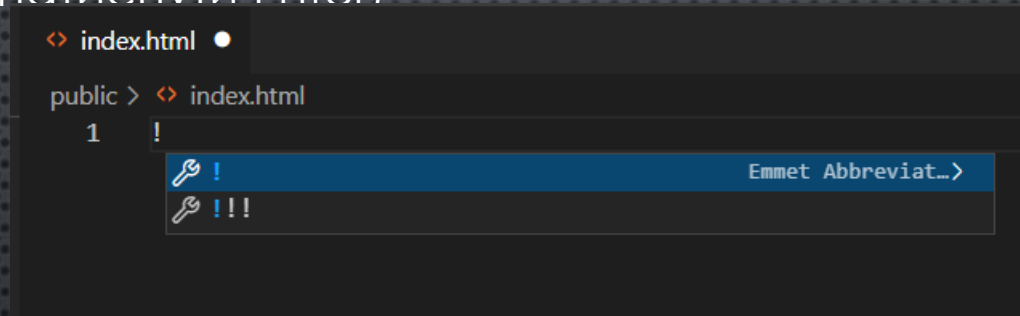 index.html
public > index.html
1 !
! Emmet Abbreviat…>
!!!